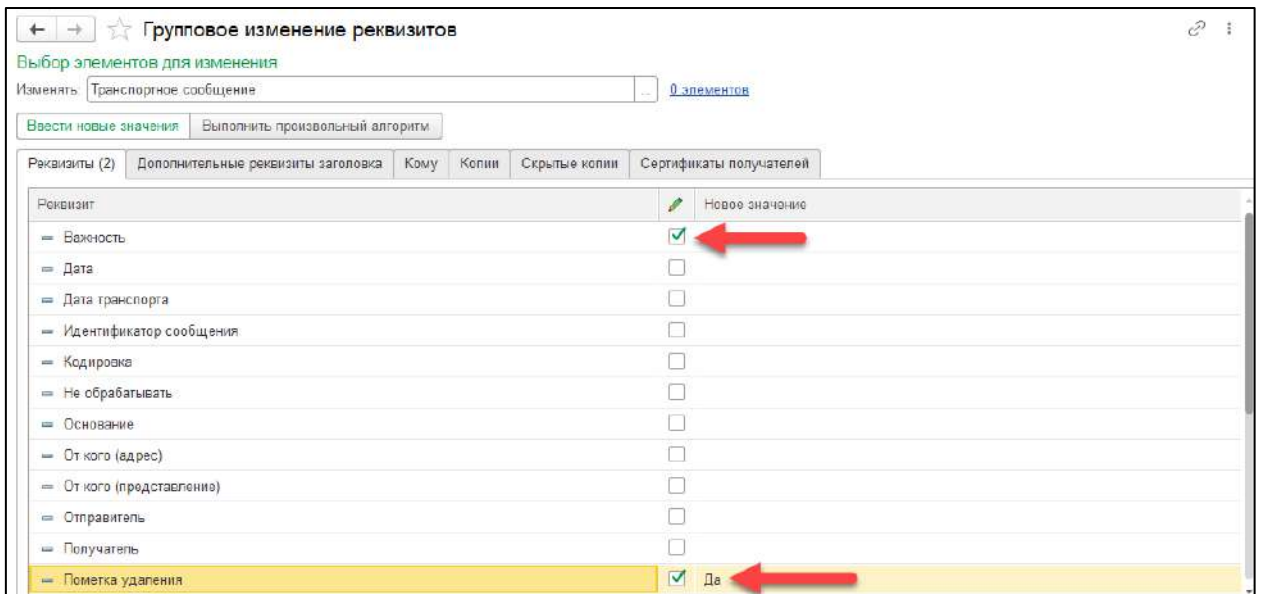 Групповое изменение реквизитов
Выбор элементов для изменения
Изменять: Транспортное сообщение ... 0 элементов
Ввести новые значения Выполнить произвольный алгоритм
Реквизиты (2) Дополнительные реквизиты заголовка Кому Копии Скрытые копии Сертификаты получателей
Реквизит Новое значение
Важность
Дата
Дата транспорта
Идентификатор сообщения
Кодировка
Не обрабатывать
Основание
От кого (адрес)
От кого (представление)
Отправитель
Получатель
Пометка удаления Да